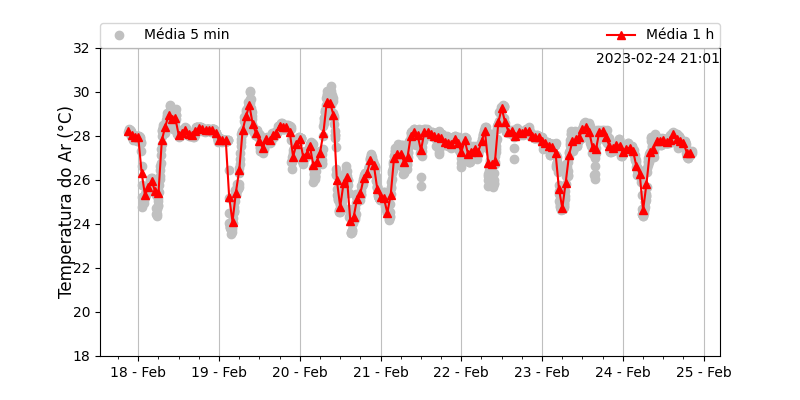 Média 5 min
Média 1 h
2023-02-24 21:01
Temperatura do Ar (°C)
32
30
28
26
24
22
20
18
18 - Feb
19 - Feb
20 - Feb
21 - Feb
22 - Feb
23 - Feb
24 - Feb
25 - Feb